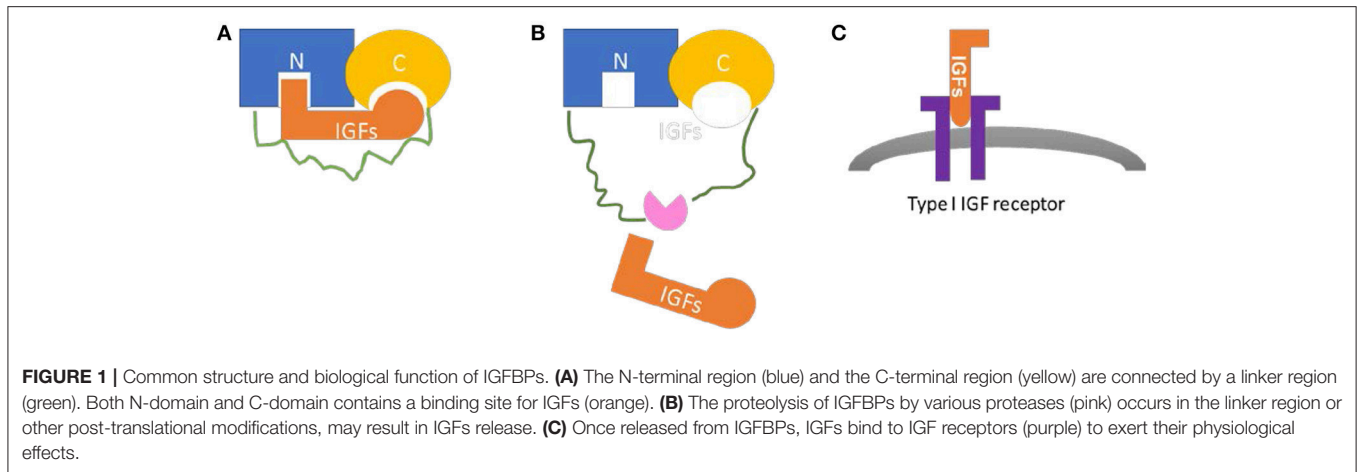 A
B
C
N
C
IGFs
N
C
IGFs
IGFs
IGFs
Type I IGF receptor
FIGURE 1 | Common structure and biological function of IGFBPs. (A) The N-terminal region (blue) and the C-terminal region (yellow) are connected by a linker region
(green). Both N-domain and C-domain contains a binding site for IGFs (orange). (B) The proteolysis of IGFBPs by various proteases (pink) occurs in the linker region or
other post-translational modifications, may result in IGFs release. (C) Once released from IGFBPs, IGFs bind to IGF receptors (purple) to exert their physiological
effects.